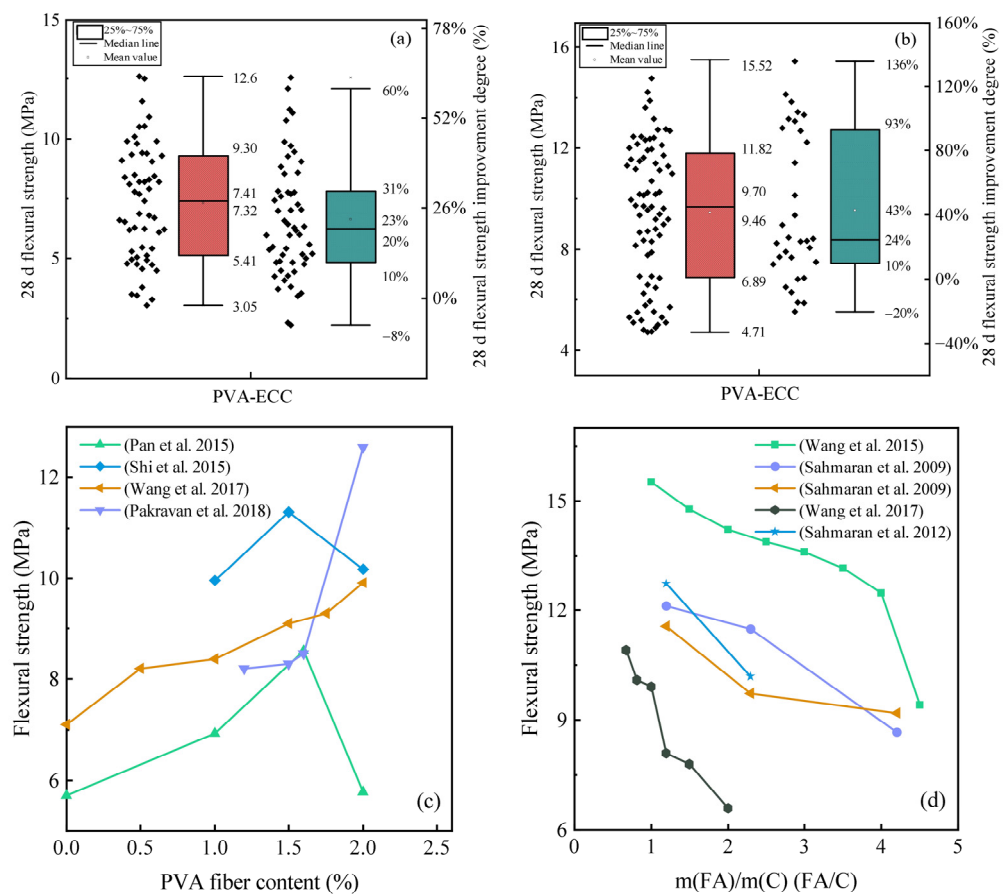 15
10
5
0
28 d flexural strength (MPa)
25%~75%
Median line
Mean value
(a)
12.6
9.30
7.41
7.32
5.41
3.05
60%
31%
23%
20%
10%
−8%
78%
52%
26%
0%
28 d flexural strength improvement degree (%)
PVA-ECC
16
12
8
4
28 d flexural strength (MPa)
25%~75%
Median line
Mean value
(b)
15.52
11.82
9.70
9.46
6.89
4.71
136%
93%
43%
24%
10%
−20%
160%
120%
80%
40%
0%
−40%
28 d flexural strength improvement degree (%)
PVA-ECC
12
10
8
6
Flexural strength (MPa)
(Pan et al. 2015)
(Shi et al. 2015)
(Wang et al. 2017)
(Pakravan et al. 2018)
(c)
0.0 0.5 1.0 1.5 2.0 2.5
PVA fiber content (%)
15
12
9
6
Flexural strength (MPa)
(Wang et al. 2015)
(Sahmaran et al. 2009)
(Sahmaran et al. 2009)
(Wang et al. 2017)
(Sahmaran et al. 2012)
(d)
1 2 3 4 5
m(FA)/m(C) (FA/C)